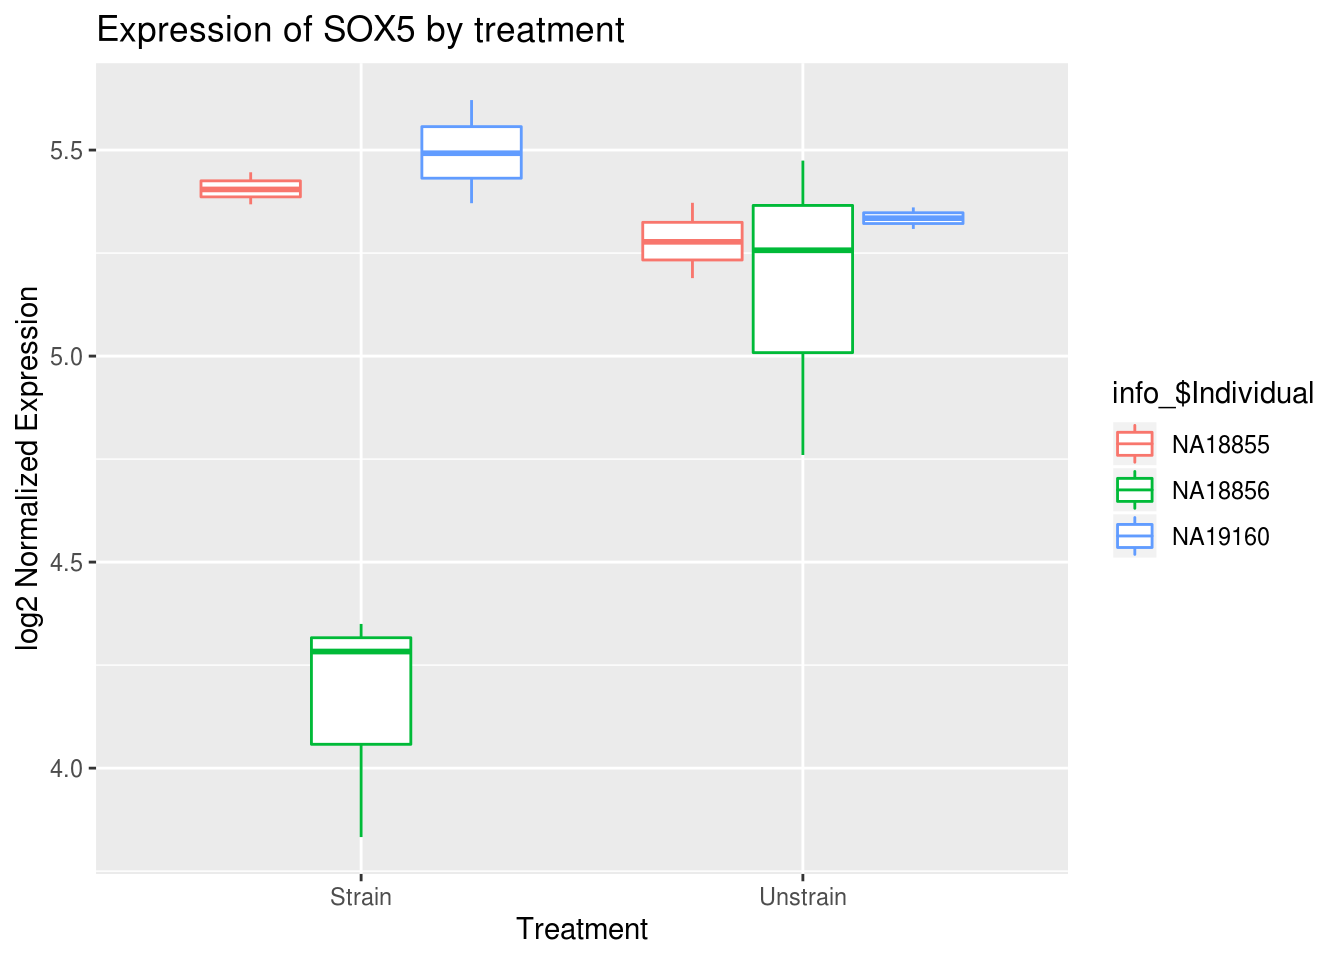 Expression of SOX5 by treatment
log2 Normalized Expression
5.5
5.0
4.5
4.0
Strain
Unstrain
Treatment
info_$Individual
NA18855
NA18856
NA19160